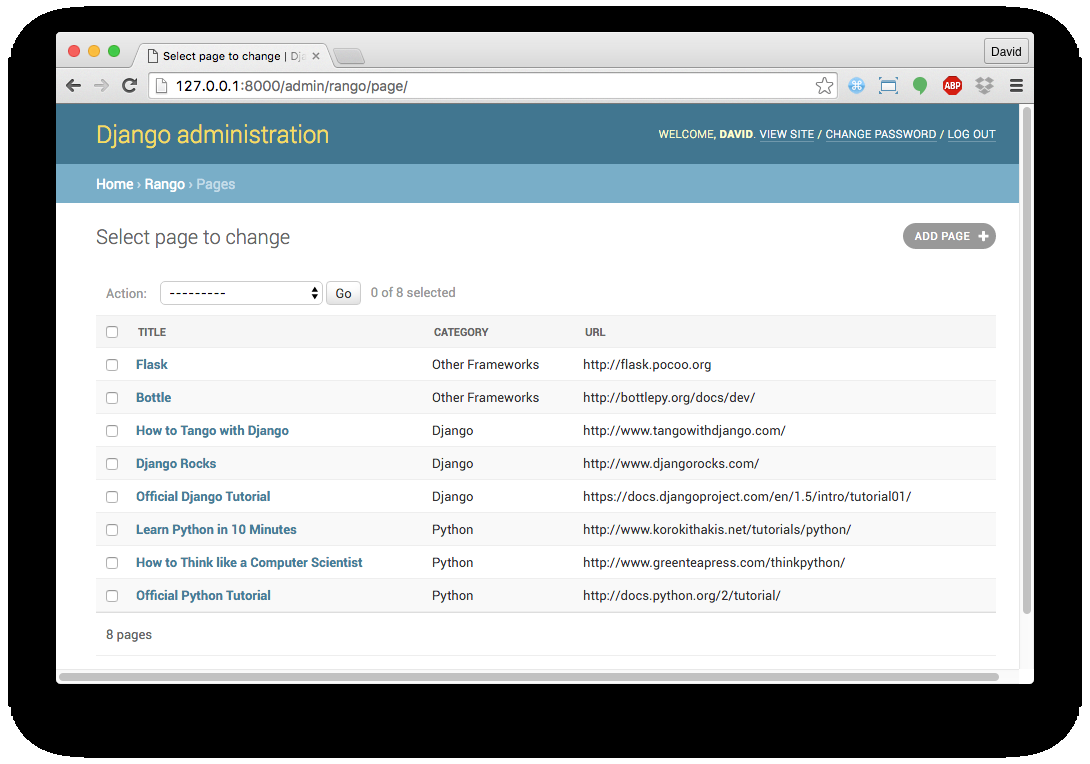 Select page to change | Dj
David
127.0.0.1:8000/admin/rango/page/
ABP
Django administration
WELCOME, DAVID. VIEW SITE / CHANGE PASSWORD / LOG OUT
Home › Rango › Pages
Select page to change
ADD PAGE +
Action: --------- Go 0 of 8 selected
TITLE CATEGORY URL
Flask Other Frameworks http://flask.pocoo.org
Bottle Other Frameworks http://bottlepy.org/docs/dev/
How to Tango with Django Django http://www.tangowithdjango.com/
Django Rocks Django http://www.djangorocks.com/
Official Django Tutorial Django https://docs.djangoproject.com/en/1.5/intro/tutorial01/
Learn Python in 10 Minutes Python http://www.korokithakis.net/tutorials/python/
How to Think like a Computer Scientist Python http://www.greenteapress.com/thinkpython/
Official Python Tutorial Python http://docs.python.org/2/tutorial/
8 pages